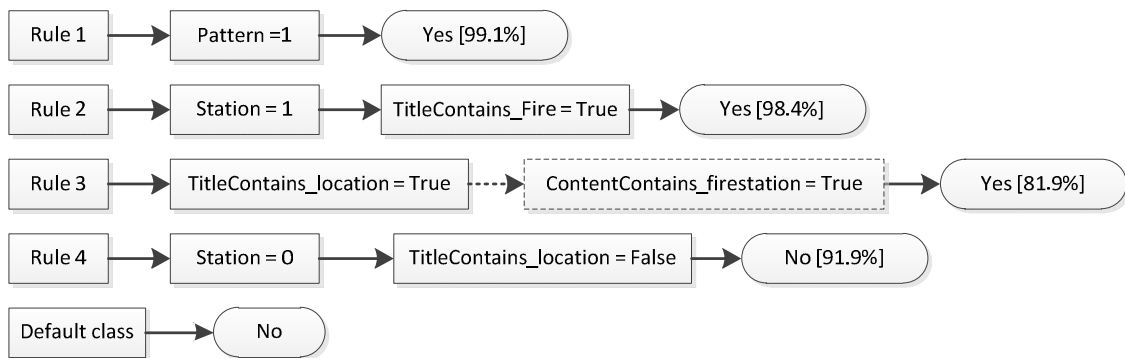 Rule 1 Pattern =1 Yes [99.1%]
Rule 2 Station = 1 TitleContains_Fire = True Yes [98.4%]
Rule 3 TitleContains_location = True ContentContains_firestation = True Yes [81.9%]
Rule 4 Station = 0 TitleContains_location = False No [91.9%]
Default class No